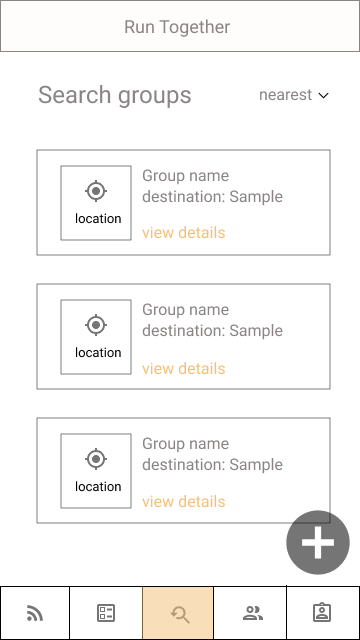 Run Together
Search groups
nearest
Group name
destination: Sample
location
view details
Group name
destination: Sample
location
view details
Group name
destination: Sample
location
view details